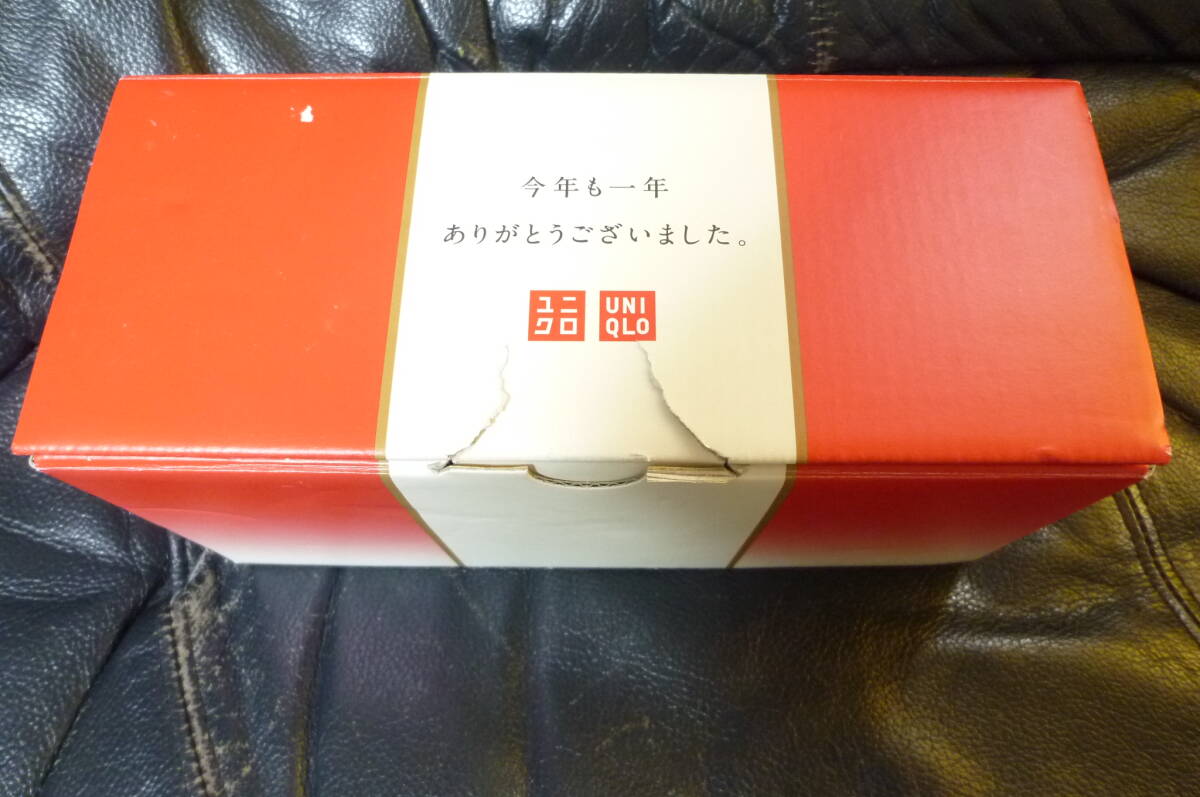 今年も一年
ありがとうございました。
ユニ UNI
クロ QLO